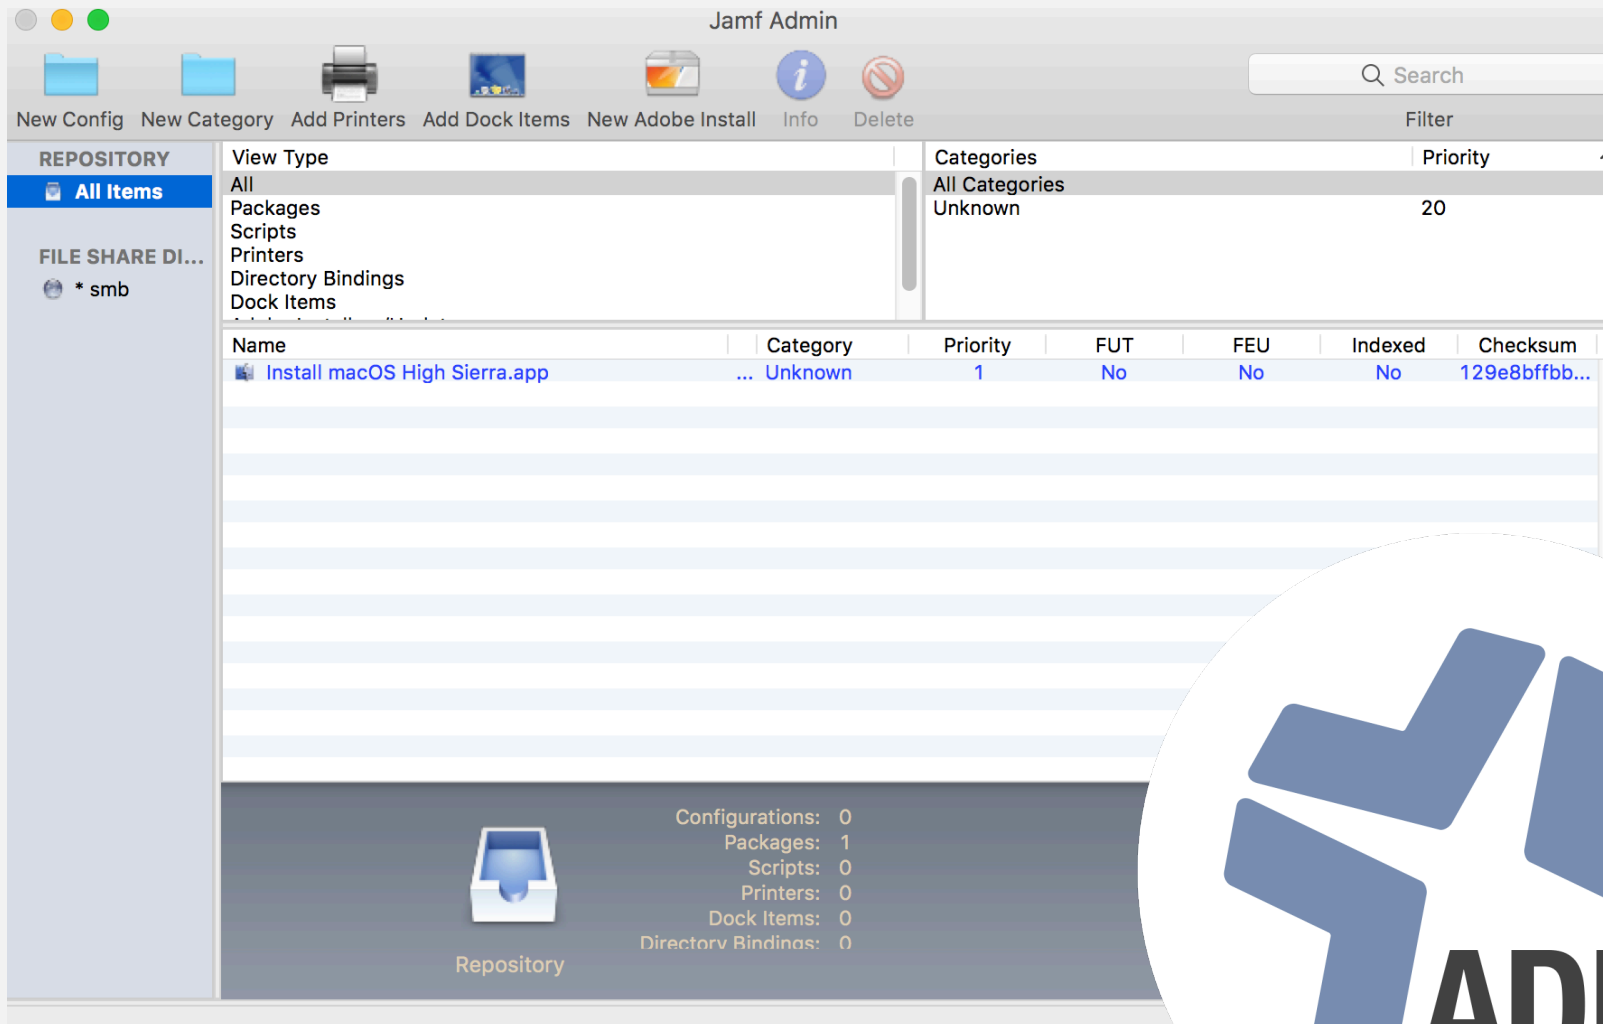 Jamf Admin
New Config New Category Add Printers Add Dock Items New Adobe Install Info Delete
Search
Filter
REPOSITORY
All Items
FILE SHARE DI...
* smb
View Type
All
Packages
Scripts
Printers
Directory Bindings
Dock Items
Categories Priority
All Categories
Unknown 20
Name Category Priority FUT FEU Indexed Checksum
Install macOS High Sierra.app ... Unknown 1 No No No 129e8bffbb...
Configurations: 0
Packages: 1
Scripts: 0
Printers: 0
Dock Items: 0
Directory Bindings: 0
Repository